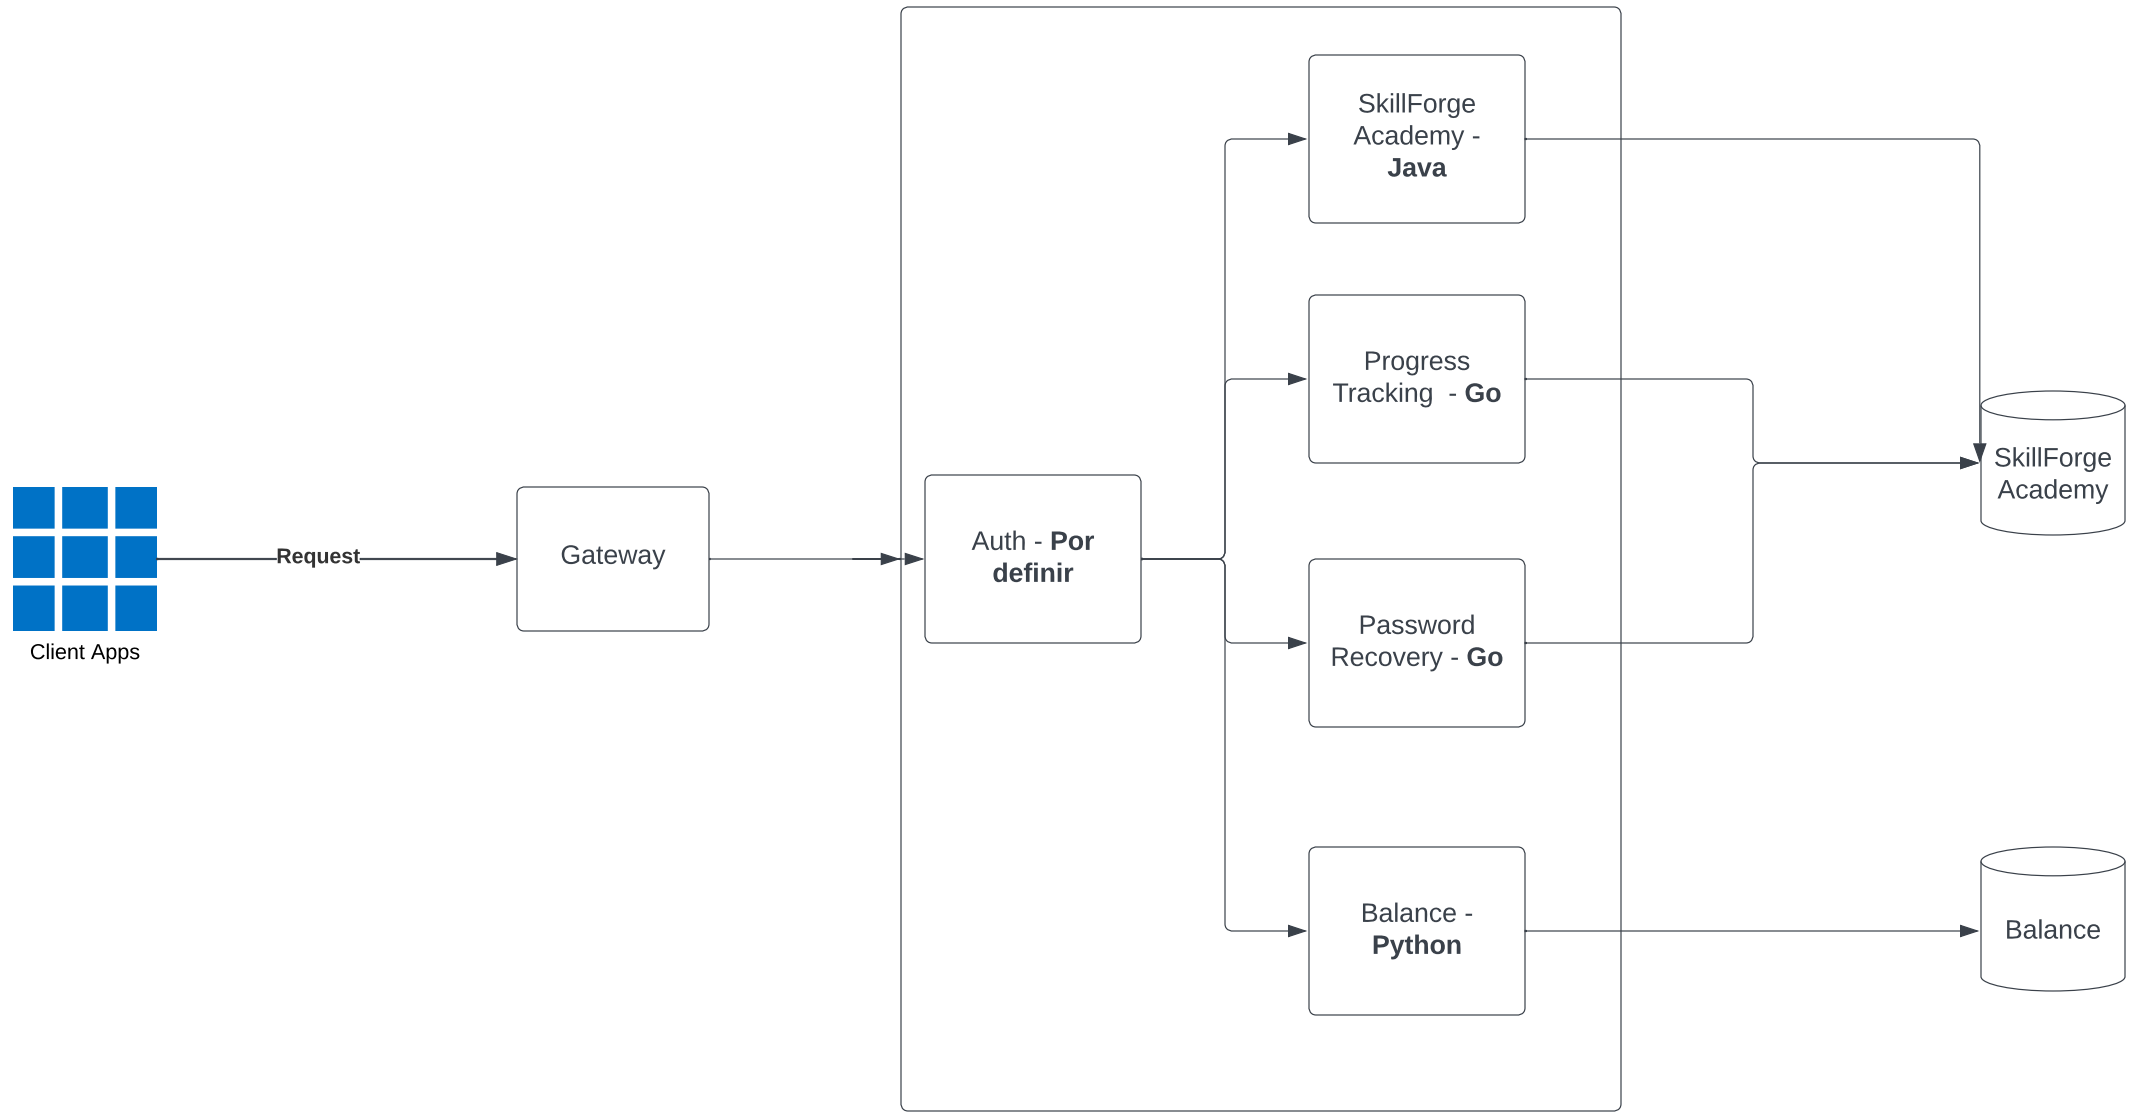 Client Apps
Request
Gateway
Auth - Por
definir
SkillForge
Academy -
Java
Progress
Tracking  - Go
Password
Recovery - Go
Balance -
Python
SkillForge
Academy
Balance